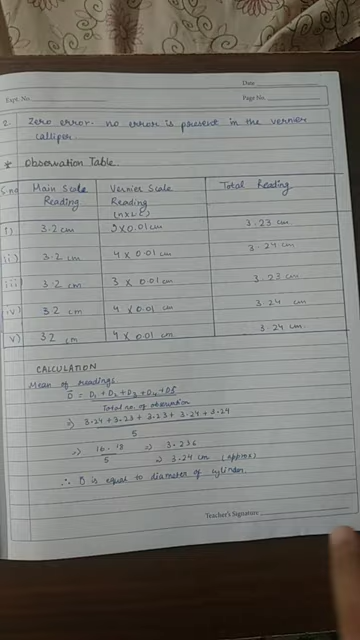 Date
Expt. No
Page No.
2. Zero error. no error is present in the vernier
calliper.
* Observation Table.
S.no Main Scale Reading Vernier Scale Reading (n×L.C) Total Reading
i) 3.2 cm 3 × 0.01 cm 3.23 cm
ii) 3.2 cm 4 × 0.01 cm 3.24 cm
iii) 3.2 cm 3 × 0.01 cm 3.23 cm
iv) 3.2 cm 4 × 0.01 cm 3.24 cm
v) 32 cm 4 × 0.01 cm 3.24 cm
CALCULATION
Mean of readings
D = D1 + D2 + D3 + D4 + D5
Total no. of observation
⇒ 3.24 + 3.23 + 3.23 + 3.24 + 3.24
5
⇒ 16.18 ⇒ 3.236
5 ⇒ 3.24 cm (approx)
∴ D is equal to diameter of cylinder.
Teacher's Signature